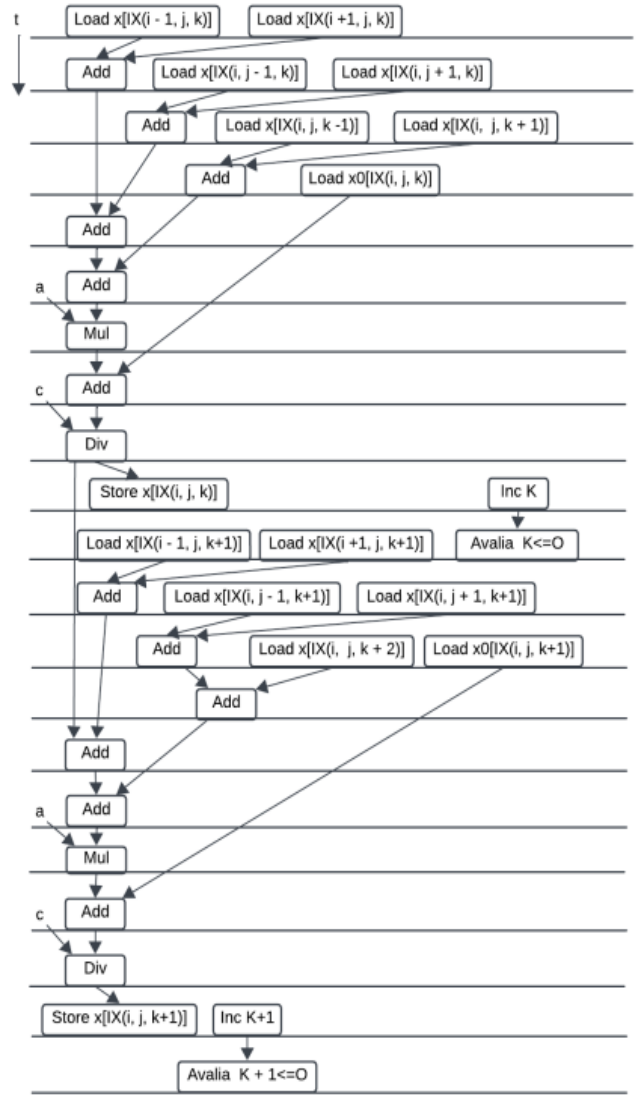 t
Load x[IX(i - 1, j, k)] Load x[IX(i +1, j, k)]
Add Load x[IX(i, j - 1, k)] Load x[IX(i, j + 1, k)]
Add Load x[IX(i, j, k -1)] Load x[IX(i, j, k + 1)]
Add Load x0[IX(i, j, k)]
Add
Add
a
Mul
Add
c
Div
Store x[IX(i, j, k)] Inc K
Load x[IX(i - 1, j, k+1)] Load x[IX(i +1, j, k+1)] Avalia K<=O
Add Load x[IX(i, j - 1, k+1)] Load x[IX(i, j + 1, k+1)]
Add Load x[IX(i, j, k + 2)] Load x0[IX(i, j, k+1)]
Add
Add
Add
a
Mul
Add
c
Div
Store x[IX(i, j, k+1)] Inc K+1
Avalia K + 1<=O